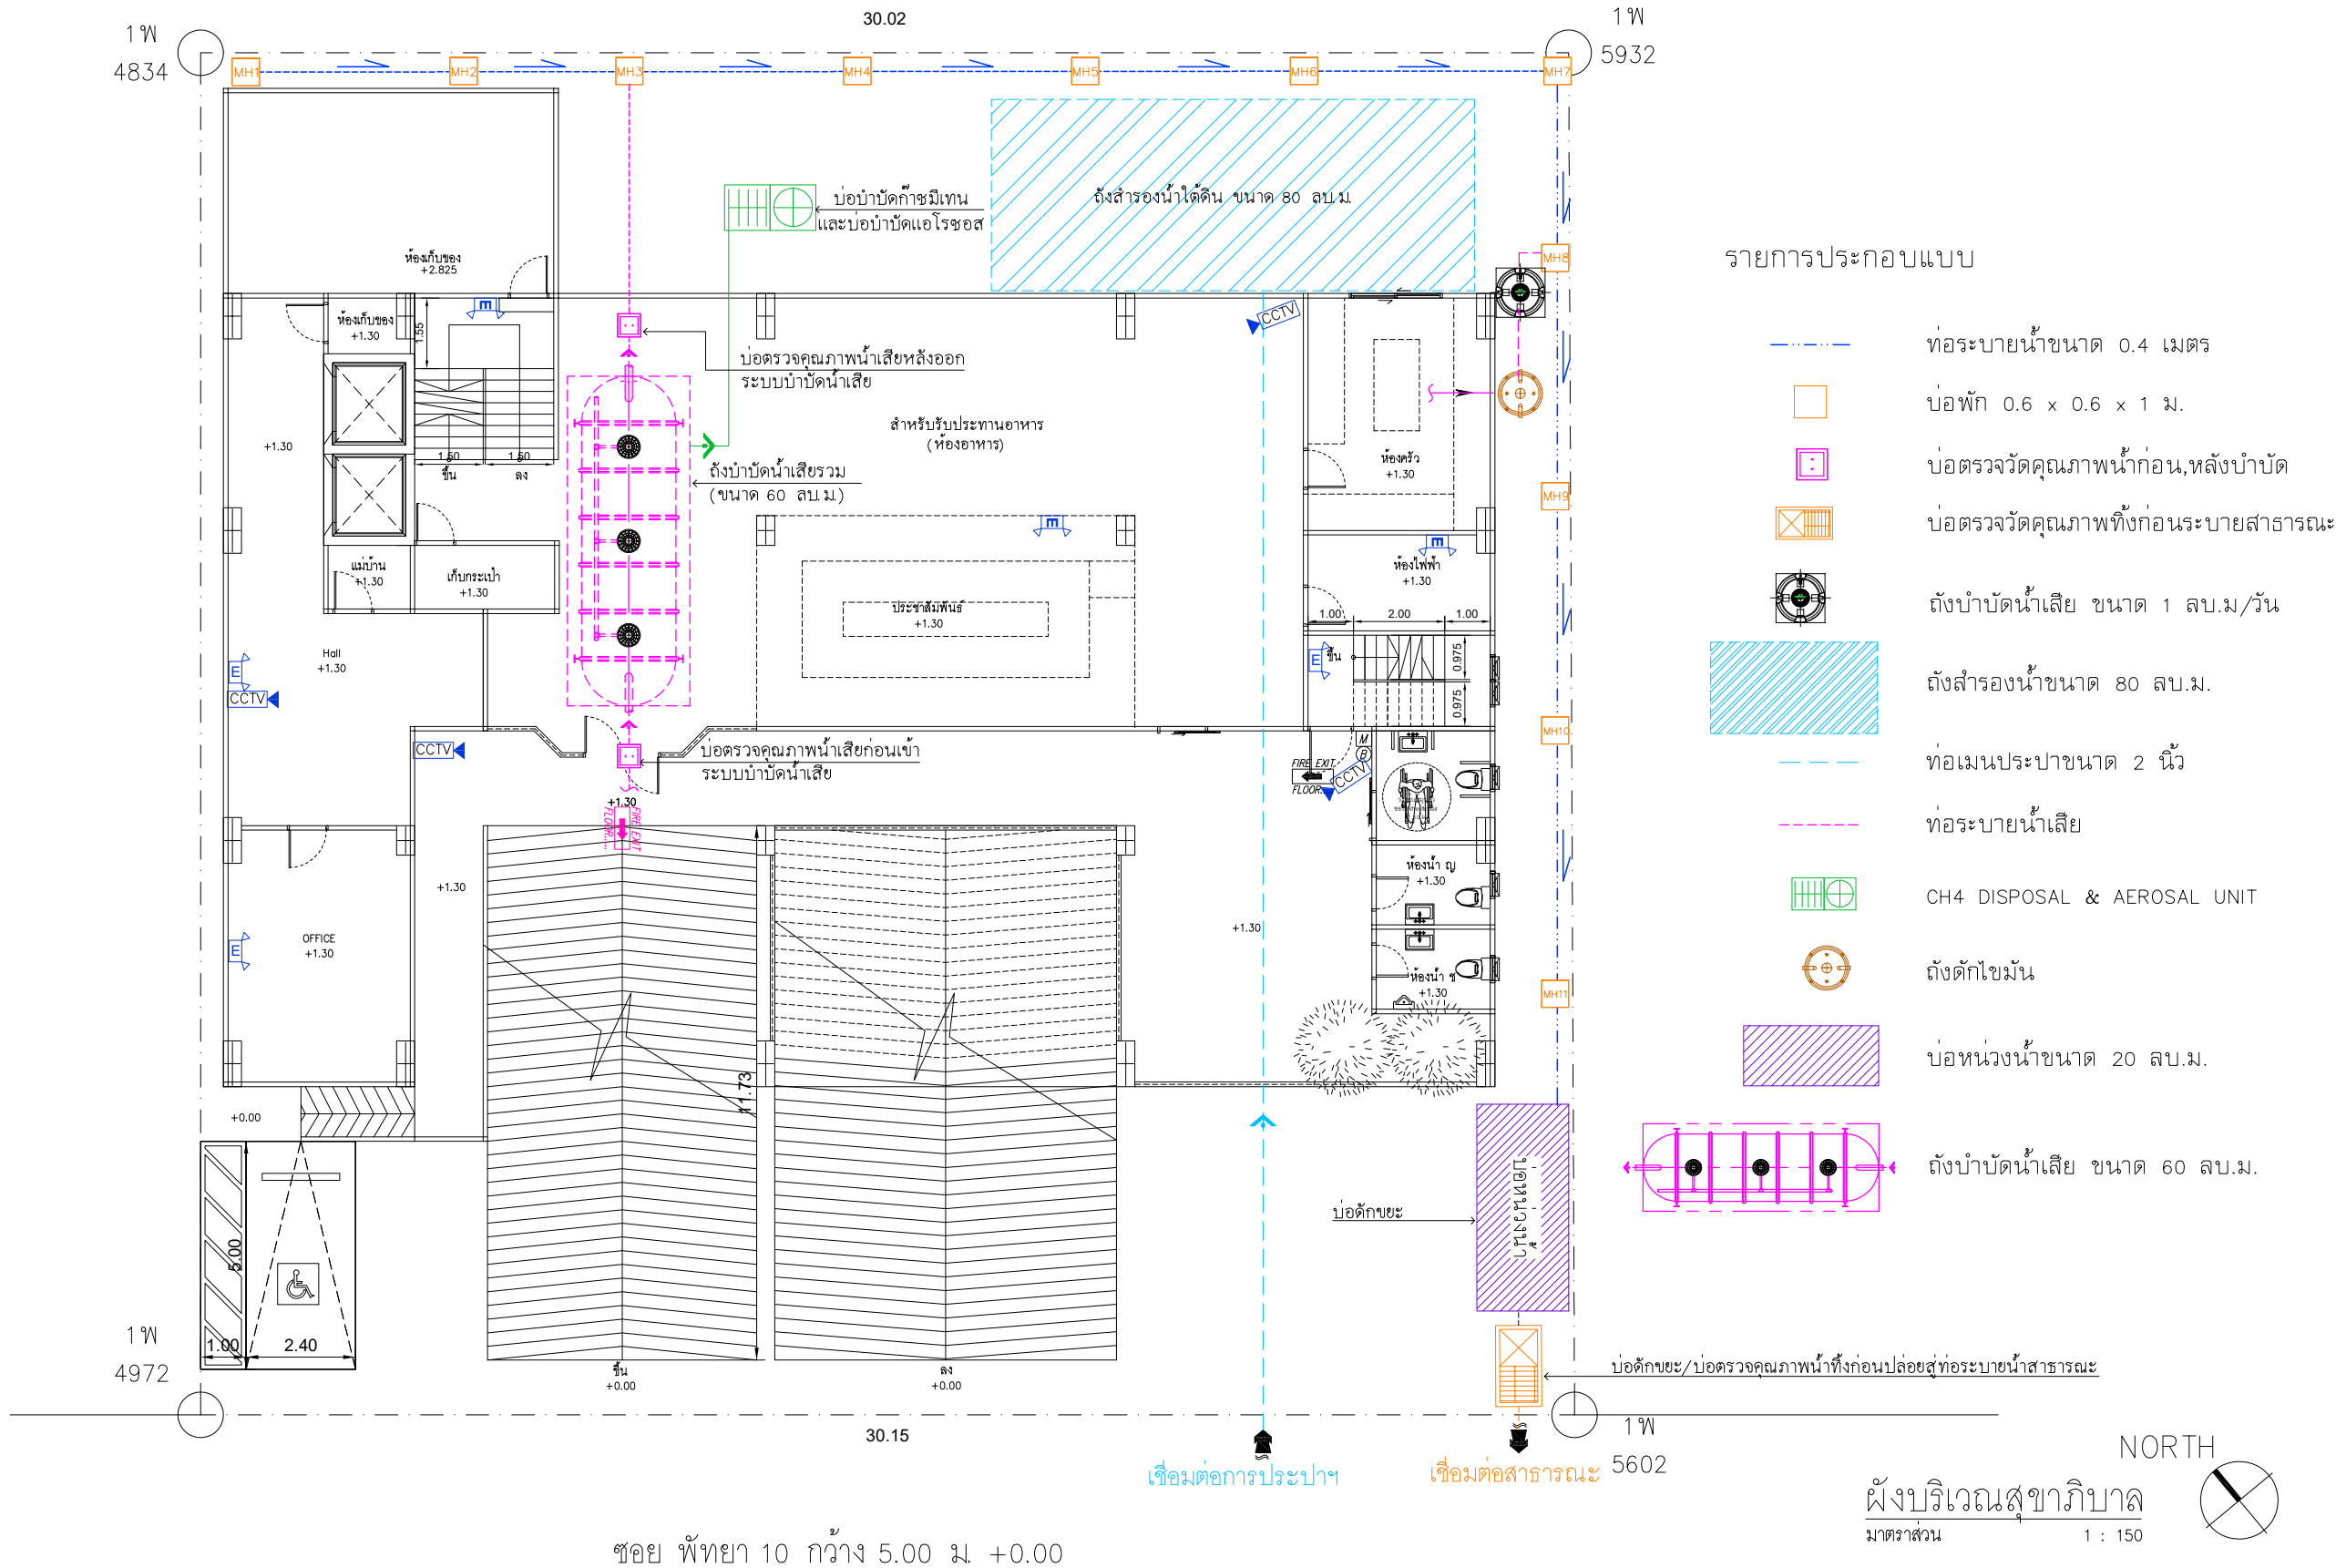 30.02
1พ
4834
1พ
5932
MH1
MH2
MH3
MH4
MH5
MH6
MH7
บ่อบำบัดก๊าซมีเทน
และบ่อบำบัดแอโรซอส
ถังสำรองน้ำใต้ดิน ขนาด 80 ลบ.ม.
MH8
ห้องเก็บของ
+2.825
E
ห้องเก็บของ
+1.30
1.55
CCTV
บ่อตรวจคุณภาพน้ำเสียหลังออก
ระบบบำบัดน้ำเสีย
สำหรับรับประทานอาหาร
(ห้องอาหาร)
+1.30
1.50
1.50
ขึ้น
ลง
ถังบำบัดน้ำเสียรวม
(ขนาด 60 ลบ.ม.)
ห้องครัว
+1.30
MH9
E
E
แม่บ้าน
+1.30
เก็บกระเป๋า
+1.30
ห้องไฟฟ้า
+1.30
ประชาสัมพันธ์
+1.30
1.00
2.00
1.00
Hall
+1.30
E
CCTV
E
ขึ้น
0.975
0.975
CCTV
บ่อตรวจคุณภาพน้ำเสียก่อนเข้า
ระบบบำบัดน้ำเสีย
MH10
M
B
FIRE EXIT
FLOOR...
CCTV
+1.30
FIRE EXIT
FLOOR...
ห้องน้ำ ญ
+1.30
+1.30
+1.30
OFFICE
+1.30
E
ห้องน้ำ ช
+1.30
MH11
11.73
+0.00
5.00
1.00
2.40
บ่อหน่วงน้ำ
บ่อดักขยะ
1พ
4972
ขึ้น
+0.00
ลง
+0.00
บ่อดักขยะ/บ่อตรวจคุณภาพน้ำทิ้งก่อนปล่อยสู่ท่อระบายน้ำสาธารณะ
30.15
เชื่อมต่อการประปาฯ
เชื่อมต่อสาธารณะ
1พ
5602
ซอย พัทยา 10 กว้าง 5.00 ม. +0.00
รายการประกอบแบบ
ท่อระบายน้ำขนาด 0.4 เมตร
บ่อพัก 0.6 x 0.6 x 1 ม.
บ่อตรวจวัดคุณภาพน้ำก่อน,หลังบำบัด
บ่อตรวจวัดคุณภาพทิ้งก่อนระบายสาธารณะ
ถังบำบัดน้ำเสีย ขนาด 1 ลบ.ม/วัน
ถังสำรองน้ำขนาด 80 ลบ.ม.
ท่อเมนประปาขนาด 2 นิ้ว
ท่อระบายน้ำเสีย
CH4 DISPOSAL & AEROSAL UNIT
ถังดักไขมัน
บ่อหน่วงน้ำขนาด 20 ลบ.ม.
ถังบำบัดน้ำเสีย ขนาด 60 ลบ.ม.
NORTH
ผังบริเวณสุขาภิบาล
มาตราส่วน 1 : 150